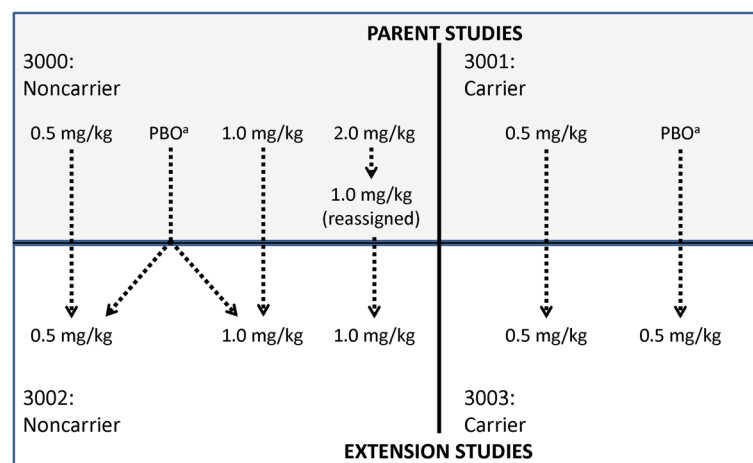 PARENT STUDIES
3000:
Noncarrier
3001:
Carrier
0.5 mg/kg PBOᵃ 1.0 mg/kg 2.0 mg/kg 0.5 mg/kg PBOᵃ
1.0 mg/kg
(reassigned)
0.5 mg/kg 1.0 mg/kg 1.0 mg/kg 0.5 mg/kg 0.5 mg/kg
3002:
Noncarrier
3003:
Carrier
EXTENSION STUDIES